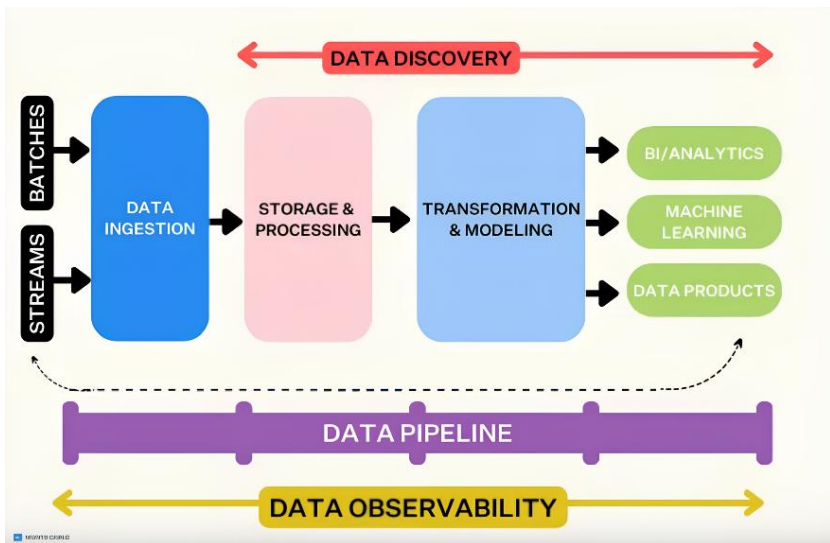 DATA DISCOVERY
BATCHES
STREAMS
DATA
INGESTION
STORAGE &
PROCESSING
TRANSFORMATION
& MODELING
BI/ANALYTICS
MACHINE
LEARNING
DATA PRODUCTS
DATA PIPELINE
DATA OBSERVABILITY